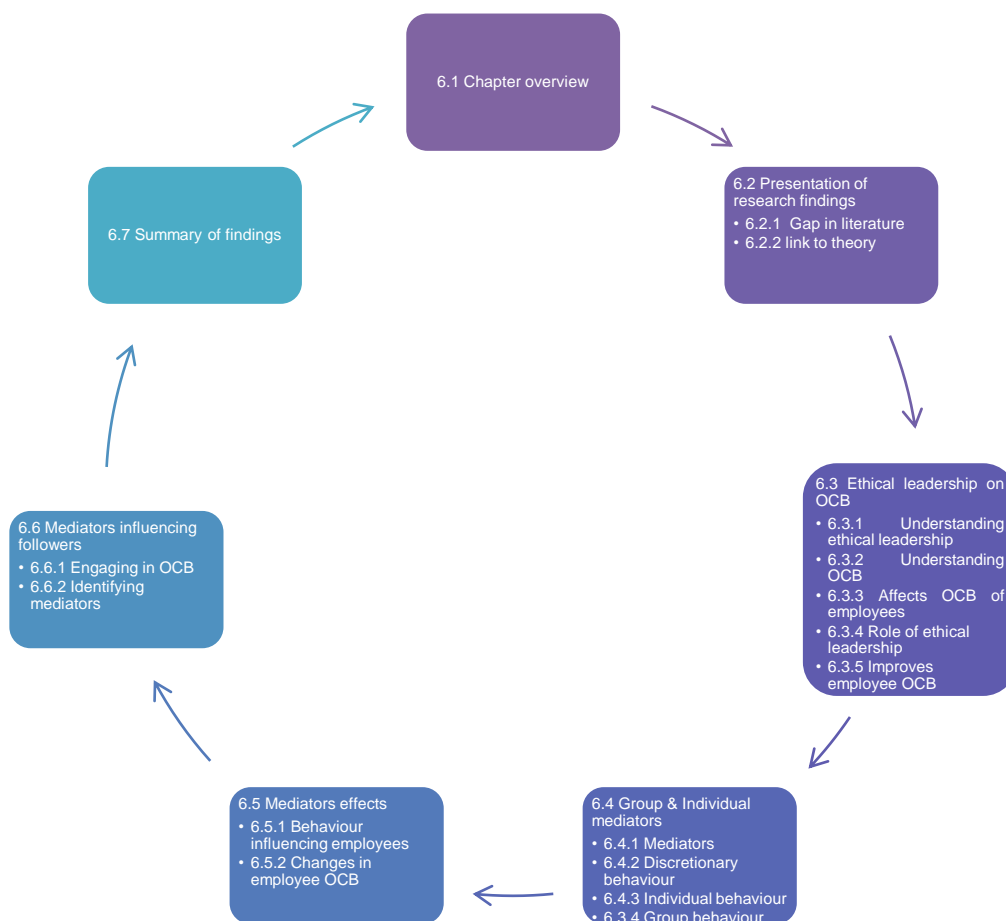 6.1 Chapter overview
6.2 Presentation of
research findings
• 6.2.1 Gap in literature
• 6.2.2 link to theory
6.3 Ethical leadership on
OCB
• 6.3.1 Understanding
ethical leadership
• 6.3.2 Understanding
OCB
• 6.3.3 Affects OCB of
employees
• 6.3.4 Role of ethical
leadership
• 6.3.5 Improves
employee OCB
6.4 Group & Individual
mediators
• 6.4.1 Mediators
• 6.4.2 Discretionary
behaviour
• 6.4.3 Individual behaviour
• 6.3.4 Group behaviour
6.5 Mediators effects
• 6.5.1 Behaviour
influencing employees
• 6.5.2 Changes in
employee OCB
6.6 Mediators influencing
followers
• 6.6.1 Engaging in OCB
• 6.6.2 Identifying
mediators
6.7 Summary of findings